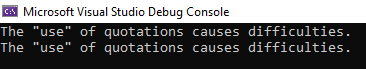 Microsoft Visual Studio Debug Console
The "use" of quotations causes difficulties.
The "use" of quotations causes difficulties.